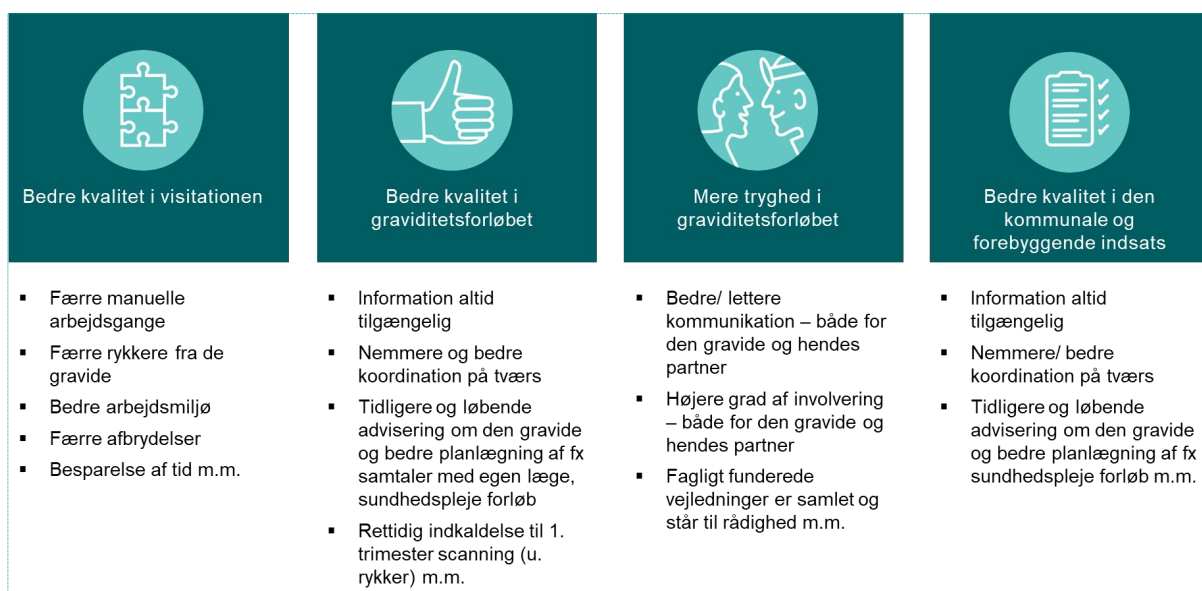 Bedre kvalitet i visitationen
▪ Færre manuelle
arbejdsgange
▪ Færre rykkere fra de
gravide
▪ Bedre arbejdsmiljø
▪ Færre afbrydelser
▪ Besparelse af tid m.m.
Bedre kvalitet i
graviditetsforløbet
▪ Information altid
tilgængelig
▪ Nemmere og bedre
koordination på tværs
▪ Tidligere og løbende
advisering om den gravide
og bedre planlægning af fx
samtaler med egen læge,
sundhedspleje forløb
▪ Rettidig indkaldelse til 1.
trimester scanning (u.
rykker) m.m.
Mere tryghed i
graviditetsforløbet
▪ Bedre/ lettere
kommunikation – både for
den gravide og hendes
partner
▪ Højere grad af involvering
– både for den gravide og
hendes partner
▪ Fagligt funderede
vejledninger er samlet og
står til rådighed m.m.
Bedre kvalitet i den
kommunale og
forebyggende indsats
▪ Information altid
tilgængelig
▪ Nemmere/ bedre
koordination på tværs
▪ Tidligere og løbende
advisering om den gravide
og bedre planlægning af fx
sundhedspleje forløb m.m.